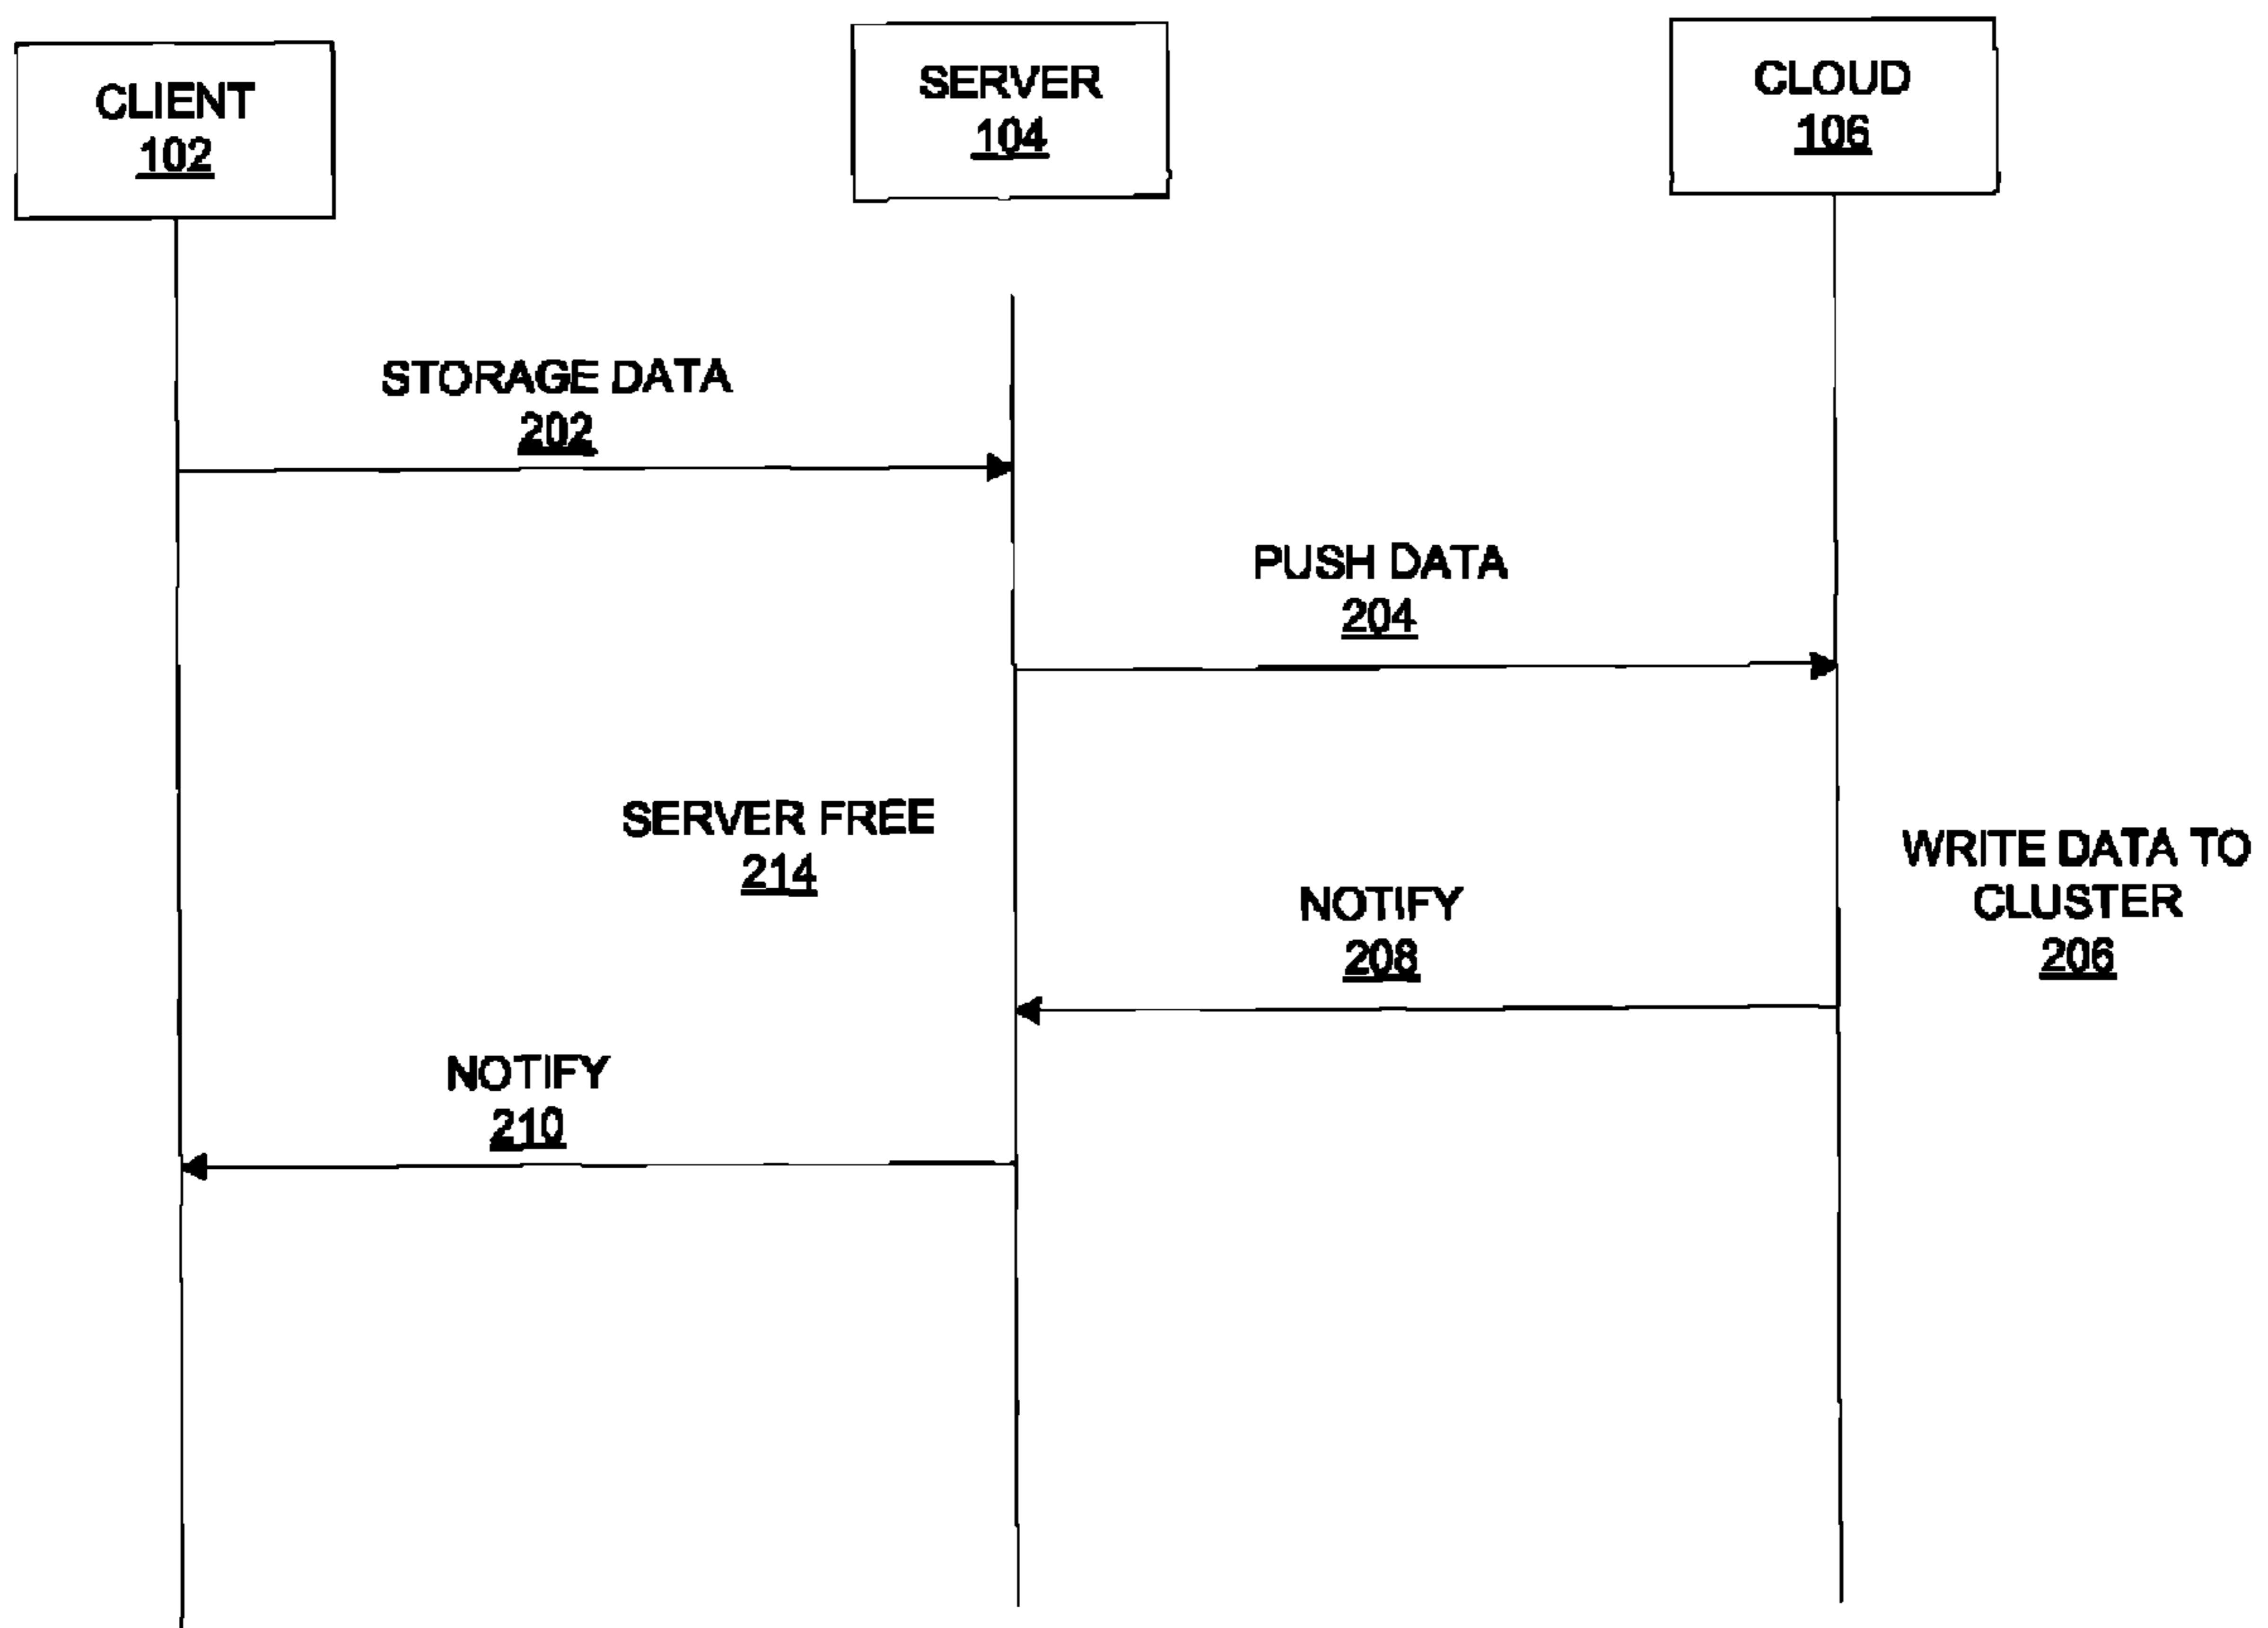 CLIENT
102
SERVER
104
CLOUD
106
STORAGE DATA
202
PUSH DATA
204
SERVER FREE
214
WRITE DATA TO
CLUSTER
206
NOTIFY
208
NOTIFY
210